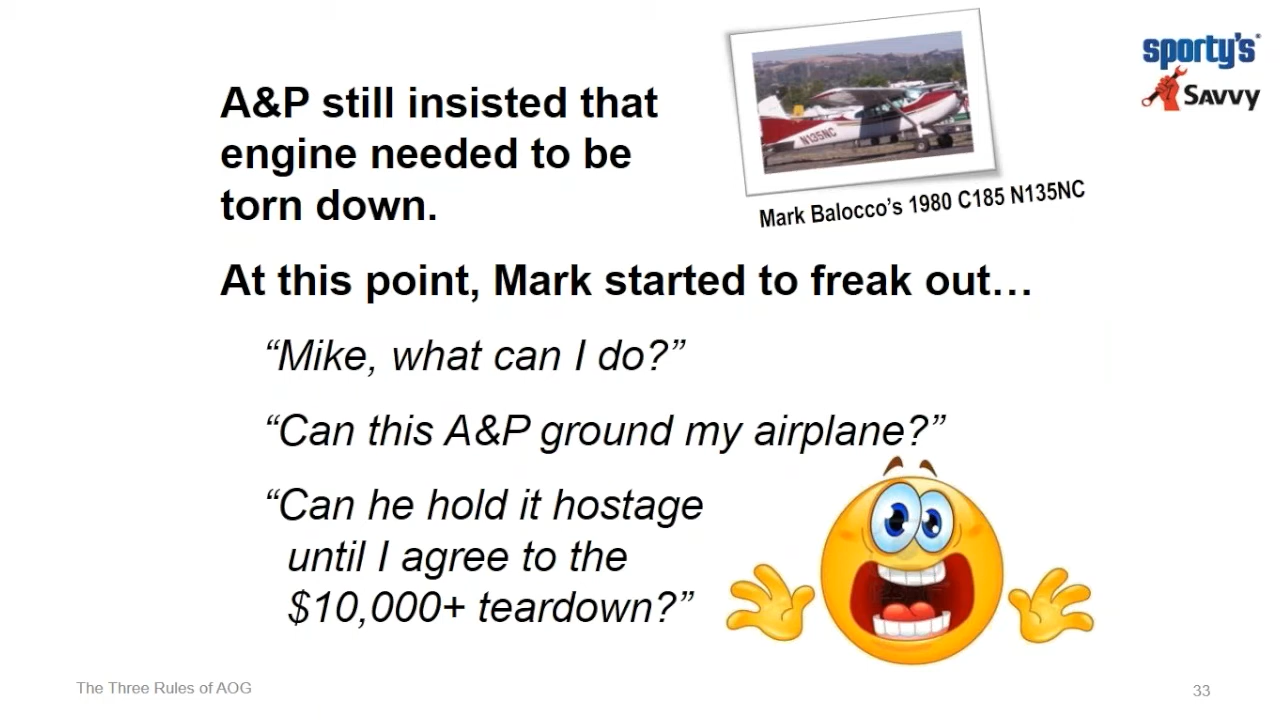 A&P still insisted that
engine needed to be
torn down.
sporty's
Savvy
N135NC
Mark Balocco's 1980 C185 N135NC
At this point, Mark started to freak out…
“Mike, what can I do?”
“Can this A&P ground my airplane?”
“Can he hold it hostage
until I agree to the
$10,000+ teardown?”
The Three Rules of AOG
33